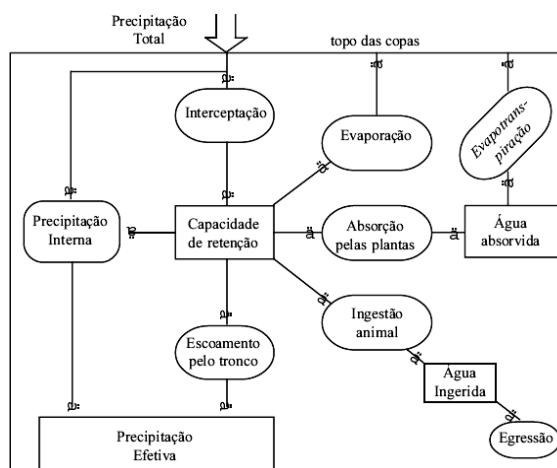 Precipitação
Total
topo das copas
Interceptação
Evaporação
Evapotrans-
piração
Precipitação
Interna
Capacidade
de retenção
Absorção
pelas plantas
Água
absorvida
Escoamento
pelo tronco
Ingestão
animal
Água
Ingerida
Precipitação
Efetiva
Egressão